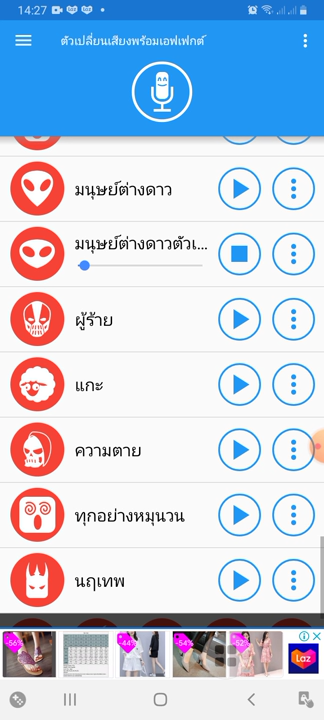 14:27
ตัวเปลี่ยนเสียงพร้อมเอฟเฟกต์
มนุษย์ต่างดาว
มนุษย์ต่างดาวตัวเ...
ผู้ร้าย
แกะ
ความตาย
ทุกอย่างหมุนวน
นฤเทพ
-56%
-44%
-54%
-52%
laz